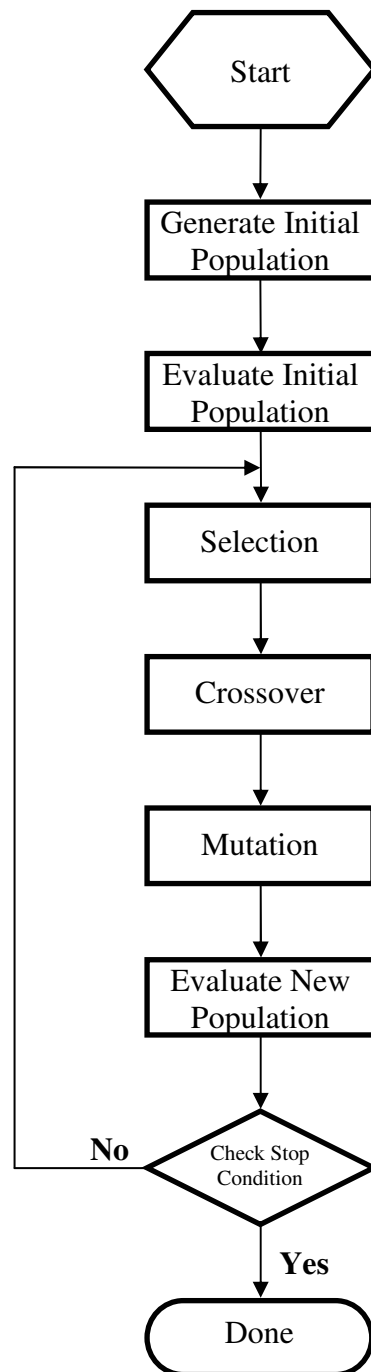 Start
Generate Initial
Population
Evaluate Initial
Population
Selection
Crossover
Mutation
Evaluate New
Population
No
Check Stop
Condition
Yes
Done